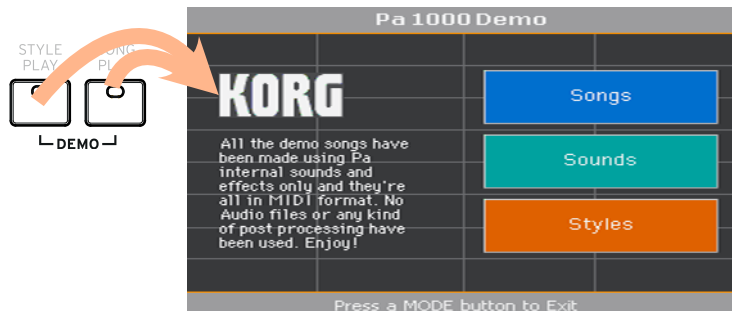 Pa 1000 Demo
STYLE
PLAY
SONG
DEMO
KORG
All the demo songs have
been made using Pa
internal sounds and
effects only and they're
all in MIDI format. No
Audio files or any kind
of post processing have
been used. Enjoy!
Songs
Sounds
Styles
Press a MODE button to Exit